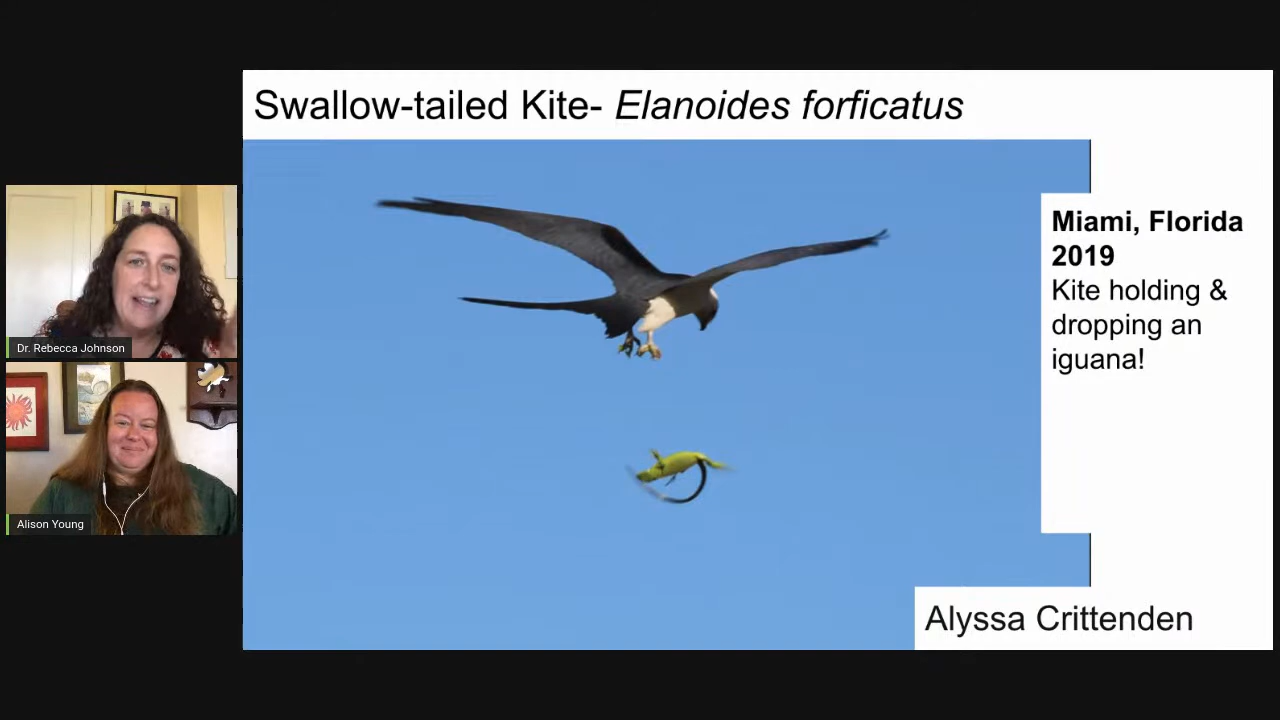 Swallow-tailed Kite- Elanoides forficatus
Miami, Florida
2019
Kite holding &
dropping an
iguana!
Dr. Rebecca Johnson
Alison Young
Alyssa Crittenden